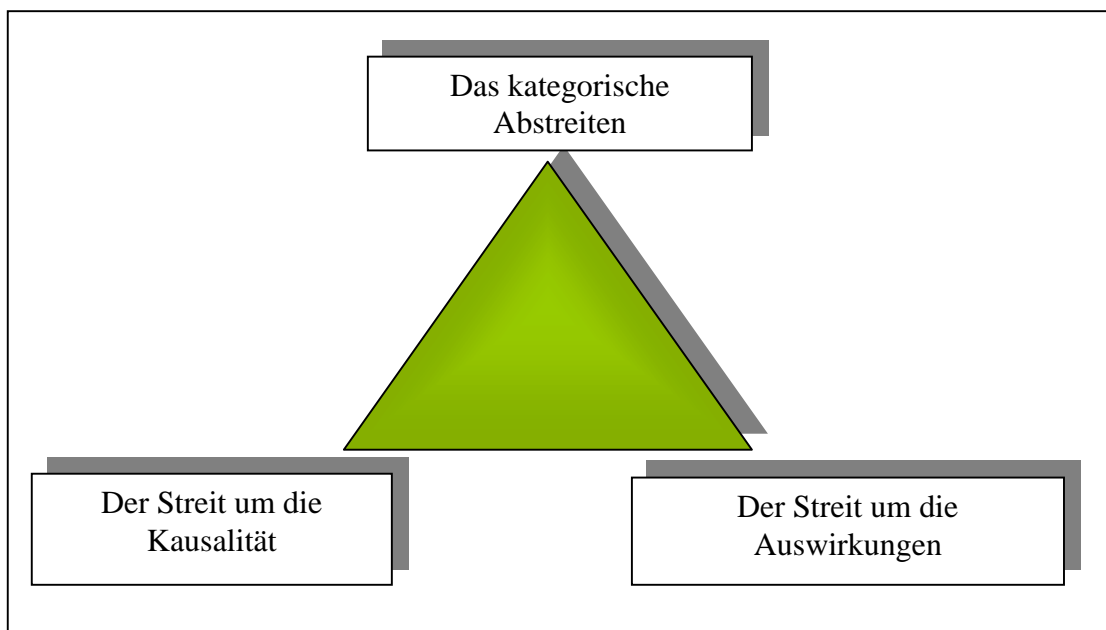 Das kategorische
Abstreiten
Der Streit um die
Kausalität
Der Streit um die
Auswirkungen